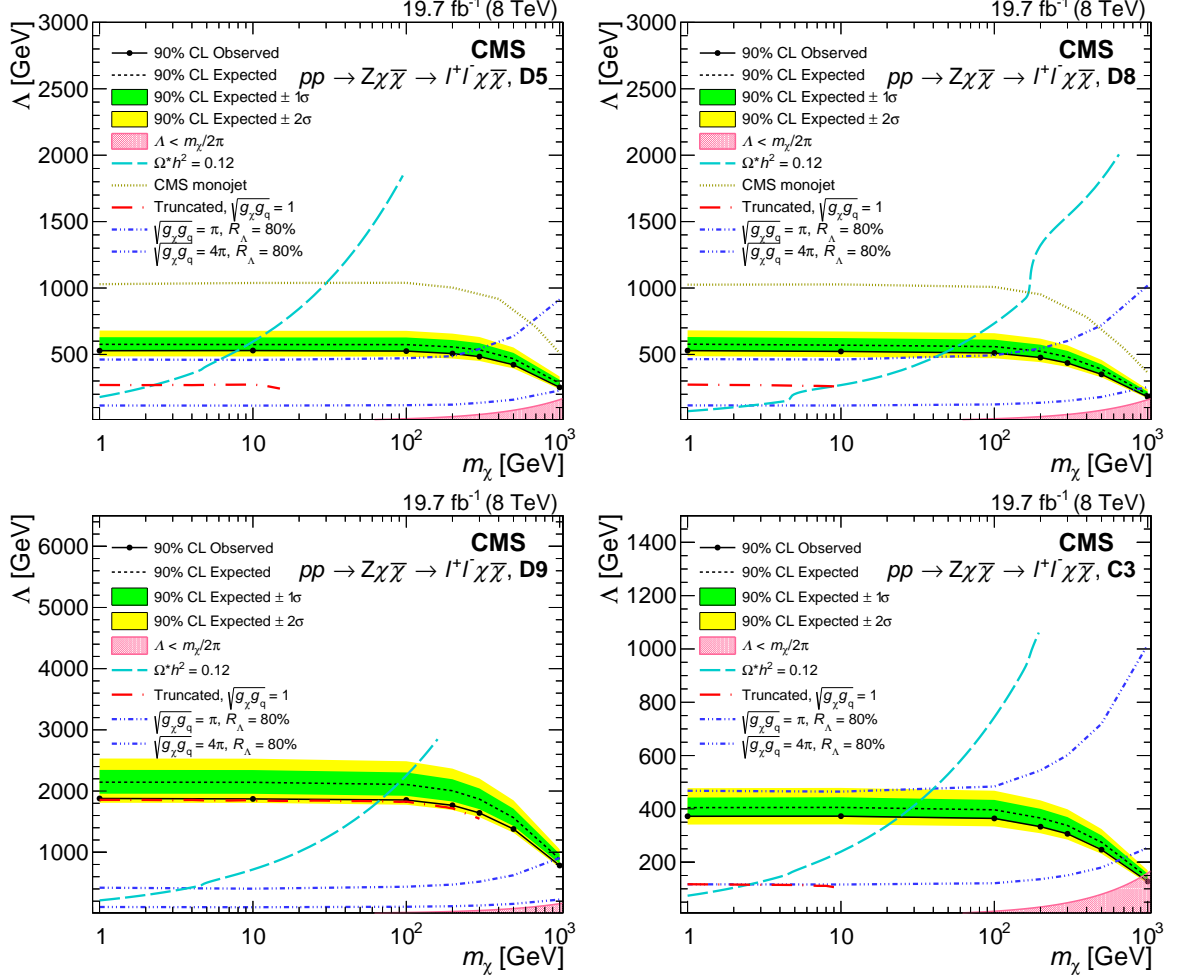 19.7 fb⁻¹ (8 TeV)
Λ [GeV]
3000
2500
2000
1500
1000
500
90% CL Observed
90% CL Expected
90% CL Expected ± 1σ
90% CL Expected ± 2σ
Λ < m_χ/2π
Ω*h² = 0.12
CMS monojet
Truncated, √g_χg_q = 1
√g_χg_q = π, R_Λ = 80%
√g_χg_q = 4π, R_Λ = 80%
CMS
pp → Zχχ̅ → l⁺l⁻χχ̅, D5
1 10 10² 10³
m_χ [GeV]
19.7 fb⁻¹ (8 TeV)
Λ [GeV]
3000
2500
2000
1500
1000
500
90% CL Observed
90% CL Expected
90% CL Expected ± 1σ
90% CL Expected ± 2σ
Λ < m_χ/2π
Ω*h² = 0.12
CMS monojet
Truncated, √g_χg_q = 1
√g_χg_q = π, R_Λ = 80%
√g_χg_q = 4π, R_Λ = 80%
CMS
pp → Zχχ̅ → l⁺l⁻χχ̅, D8
1 10 10² 10³
m_χ [GeV]
19.7 fb⁻¹ (8 TeV)
Λ [GeV]
6000
5000
4000
3000
2000
1000
90% CL Observed
90% CL Expected
90% CL Expected ± 1σ
90% CL Expected ± 2σ
Λ < m_χ/2π
Ω*h² = 0.12
Truncated, √g_χg_q = 1
√g_χg_q = π, R_Λ = 80%
√g_χg_q = 4π, R_Λ = 80%
CMS
pp → Zχχ̅ → l⁺l⁻χχ̅, D9
1 10 10² 10³
m_χ [GeV]
19.7 fb⁻¹ (8 TeV)
Λ [GeV]
1400
1200
1000
800
600
400
200
90% CL Observed
90% CL Expected
90% CL Expected ± 1σ
90% CL Expected ± 2σ
Λ < m_χ/2π
Ω*h² = 0.12
Truncated, √g_χg_q = 1
√g_χg_q = π, R_Λ = 80%
√g_χg_q = 4π, R_Λ = 80%
CMS
pp → Zχχ̅ → l⁺l⁻χχ̅, C3
1 10 10² 10³
m_χ [GeV]